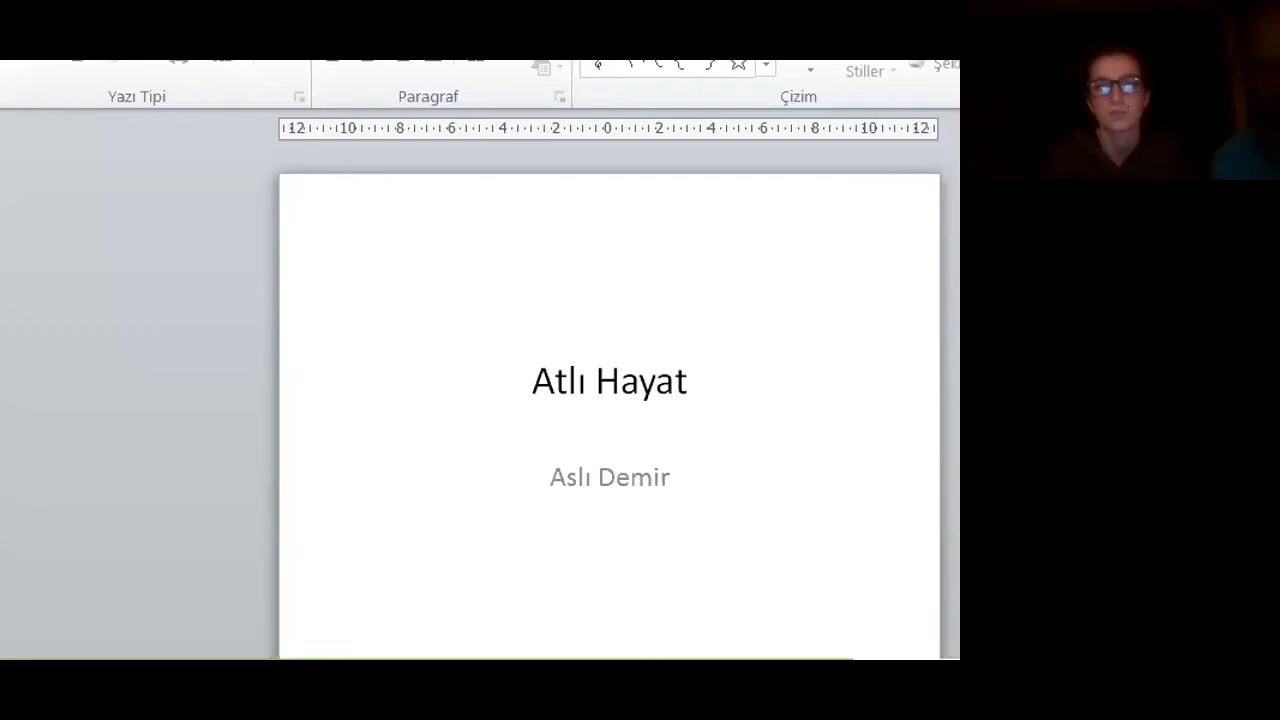 Stiller
Yazı Tipi
Paragraf
Çizim
12 10 8 6 4 2 0 2 4 6 8 10 12
Atlı Hayat
Aslı Demir